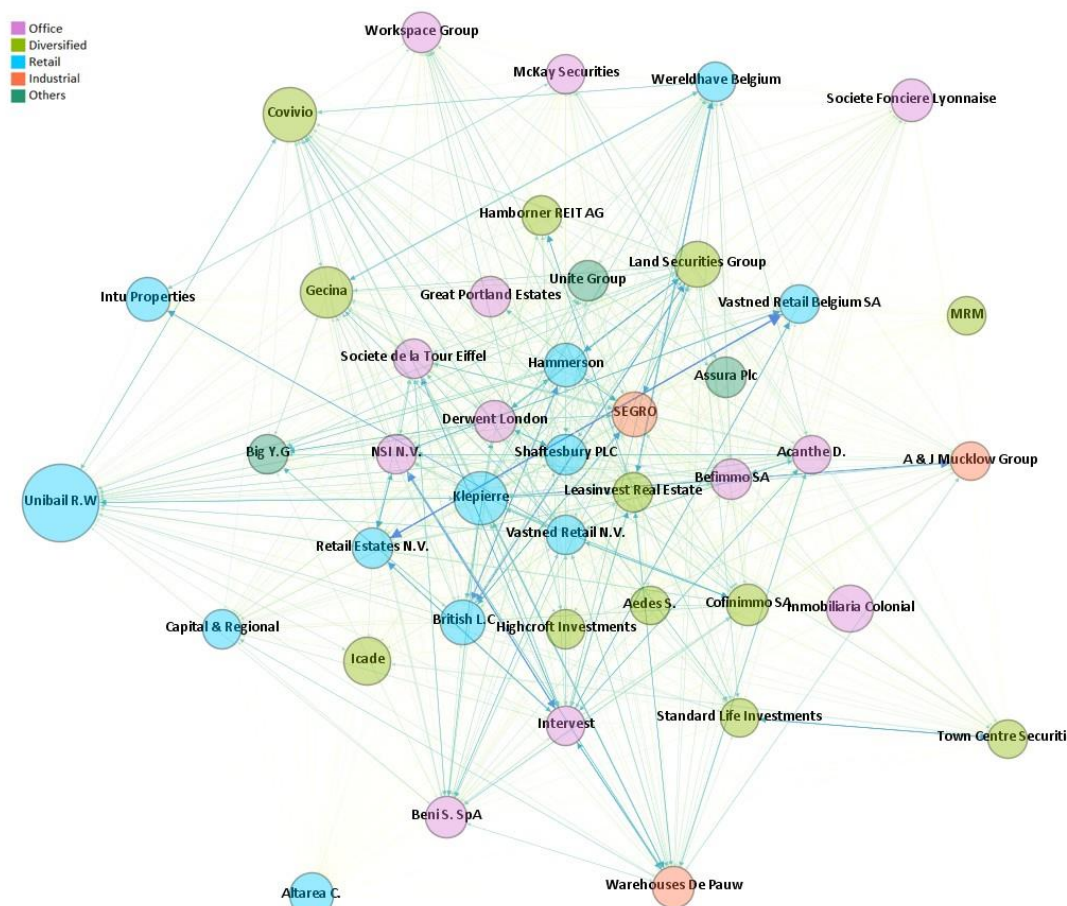 Office
Diversified
Retail
Industrial
Others
Workspace Group
McKay Securities
Wereldhave Belgium
Societe Fonciere Lyonnaise
Covivio
Hamborner REIT AG
Land Securities Group
Unite Group
Intu Properties
Gecina
Great Portland Estates
Vastned Retail Belgium SA
MRM
Societe de la Tour Eiffel
Hammerson
Assura Plc
SEGRO
Derwent London
Big Y.G
NSI N.V.
Shaftesbury PLC
Acanthe D.
A & J Mucklow Group
Befimmo SA
Unibail R.W
Klepierre
Leasinvest Real Estate
Retail Estates N.V.
Vastned Retail N.V.
Capital & Regional
British L.C
Highcroft Investments
Aedes S.
Cofinimmo SA
Inmobiliaria Colonial
Icade
Intervest
Standard Life Investments
Town Centre Securiti
Beni S. SpA
Altarea C.
Warehouses De Pauw